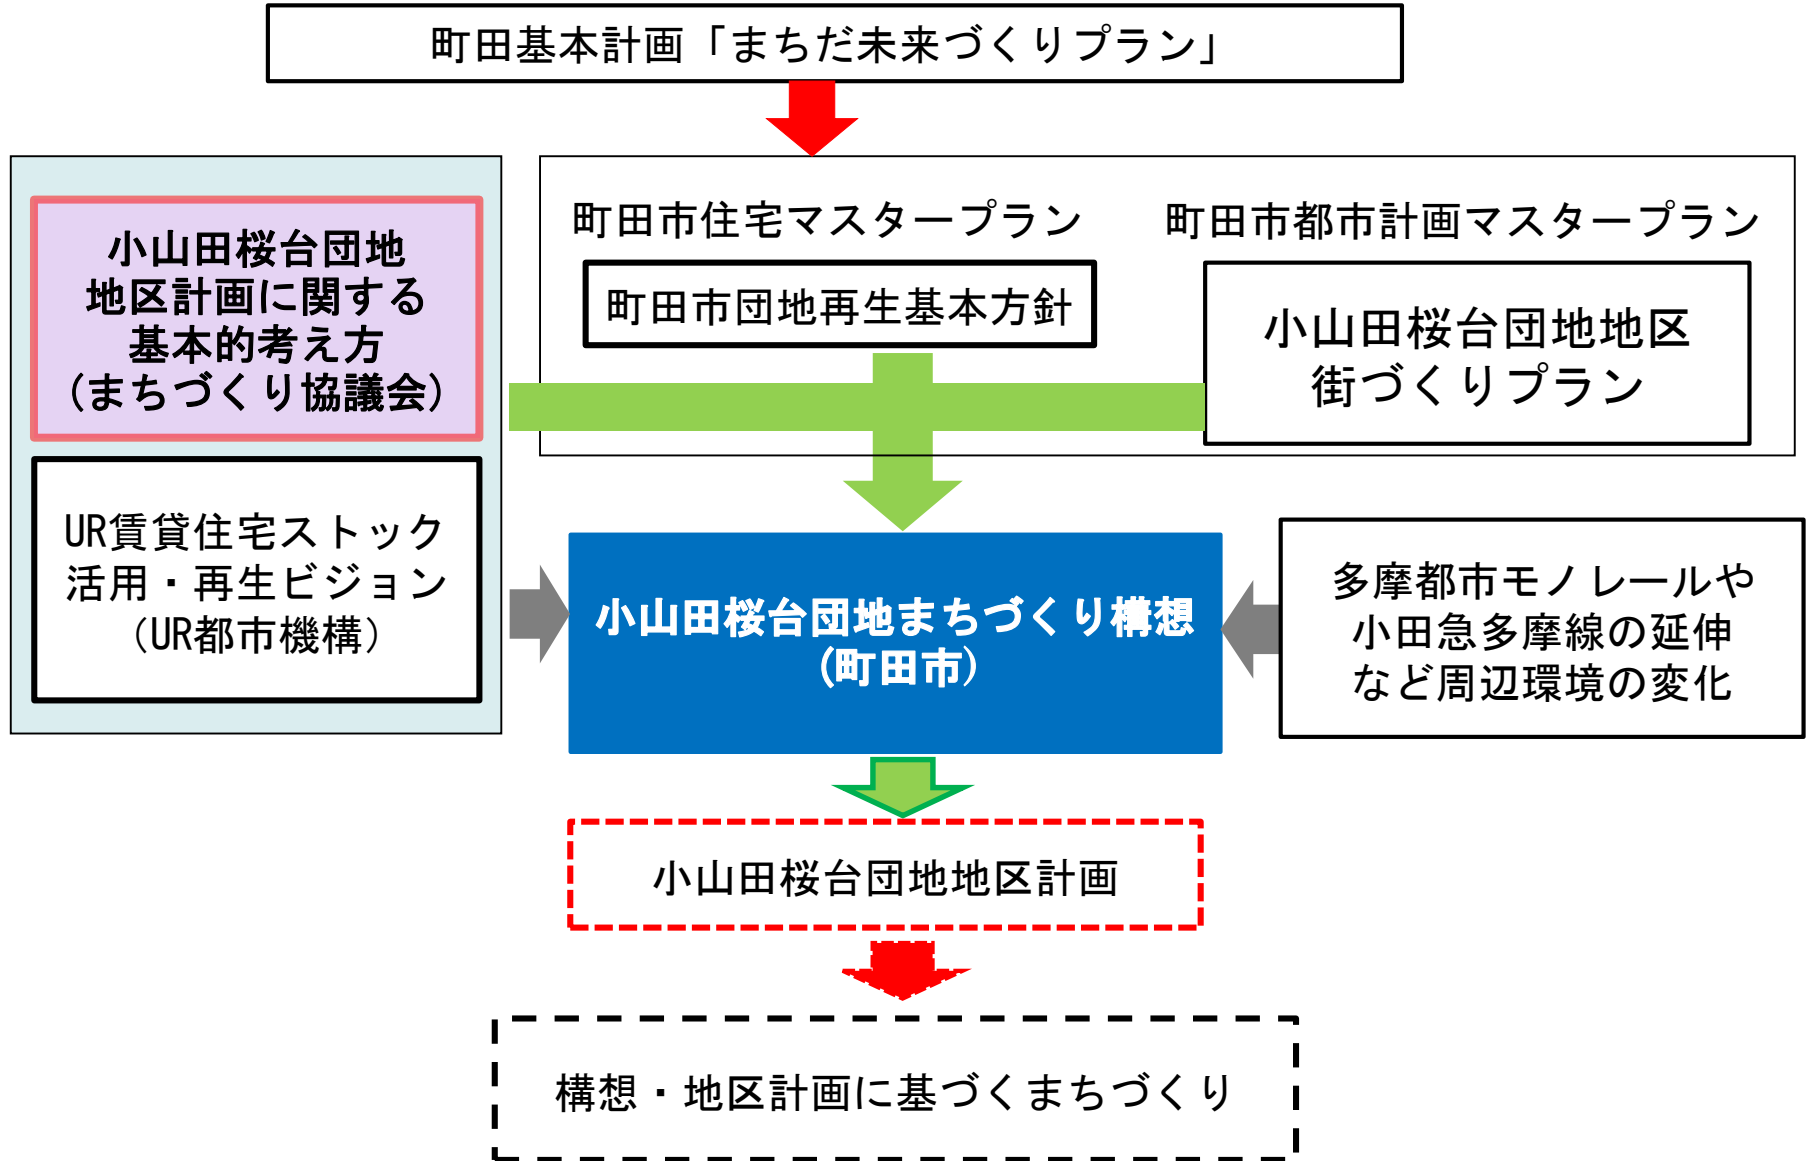 町田基本計画「まちだ未来づくりプラン」
小山田桜台団地
地区計画に関する
基本的考え方
(まちづくり協議会)
UR賃貸住宅ストック
活用・再生ビジョン
(UR都市機構)
町田市住宅マスタープラン
町田市団地再生基本方針
町田市都市計画マスタープラン
小山田桜台団地地区
街づくりプラン
小山田桜台団地まちづくり構想
(町田市)
多摩都市モノレールや
小田急多摩線の延伸
など周辺環境の変化
小山田桜台団地地区計画
構想・地区計画に基づくまちづくり